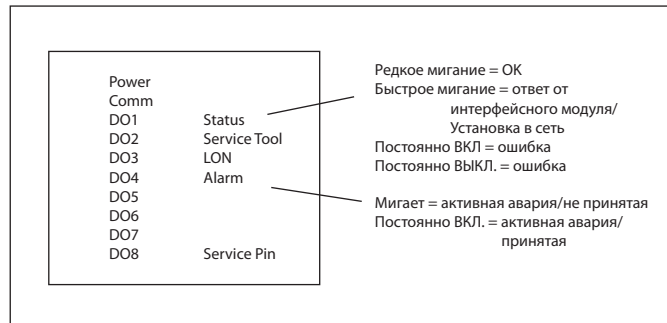 Power
Comm
DO1 Status
DO2 Service Tool
DO3 LON
DO4 Alarm
DO5
DO6
DO7
DO8 Service Pin
Редкое мигание = OK
Быстрое мигание = ответ от
интерфейсного модуля/
Установка в сеть
Постоянно ВКЛ = ошибка
Постоянно ВЫКЛ. = ошибка
Мигает = активная авария/не принятая
Постоянно ВКЛ. = активная авария/
принятая